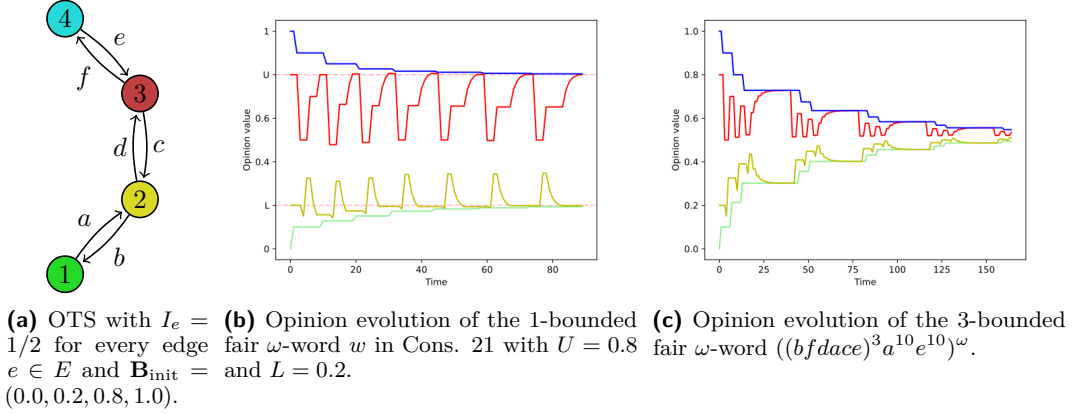 4
e
f
3
d
c
2
a
b
1
Opinion value
1
U
0.6
0.4
L
0
0
20
40
60
80
Time
Opinion value
1.0
0.8
0.6
0.4
0.2
0.0
0
25
50
75
100
125
150
Time
(a) OTS with I_e =
1/2 for every edge
e ∈ E and B_init =
(0.0, 0.2, 0.8, 1.0).
(b) Opinion evolution of the 1-bounded
fair ω-word w in Cons. 21 with U = 0.8
and L = 0.2.
(c) Opinion evolution of the 3-bounded
fair ω-word ((bfdace)³a¹⁰e¹⁰)^ω.